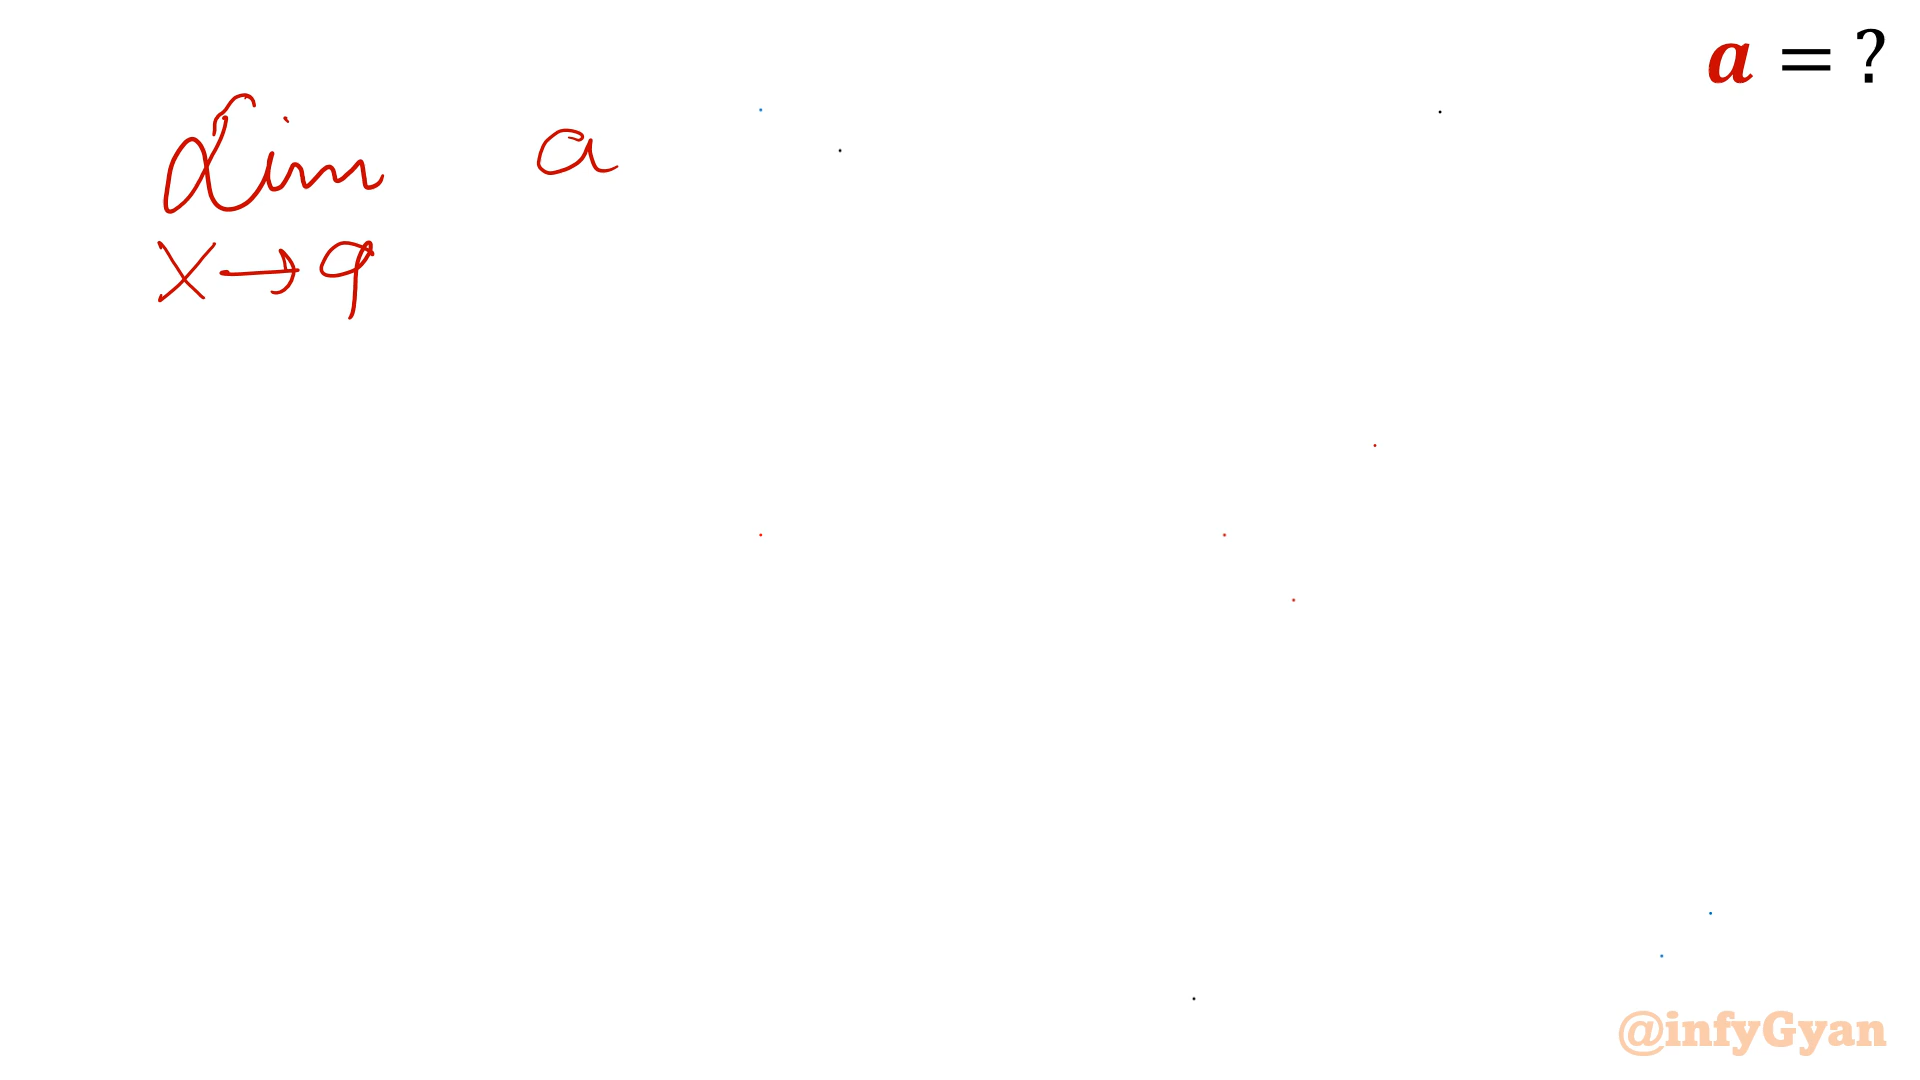 a = ?
Lim a
x → 9
@infyGyan